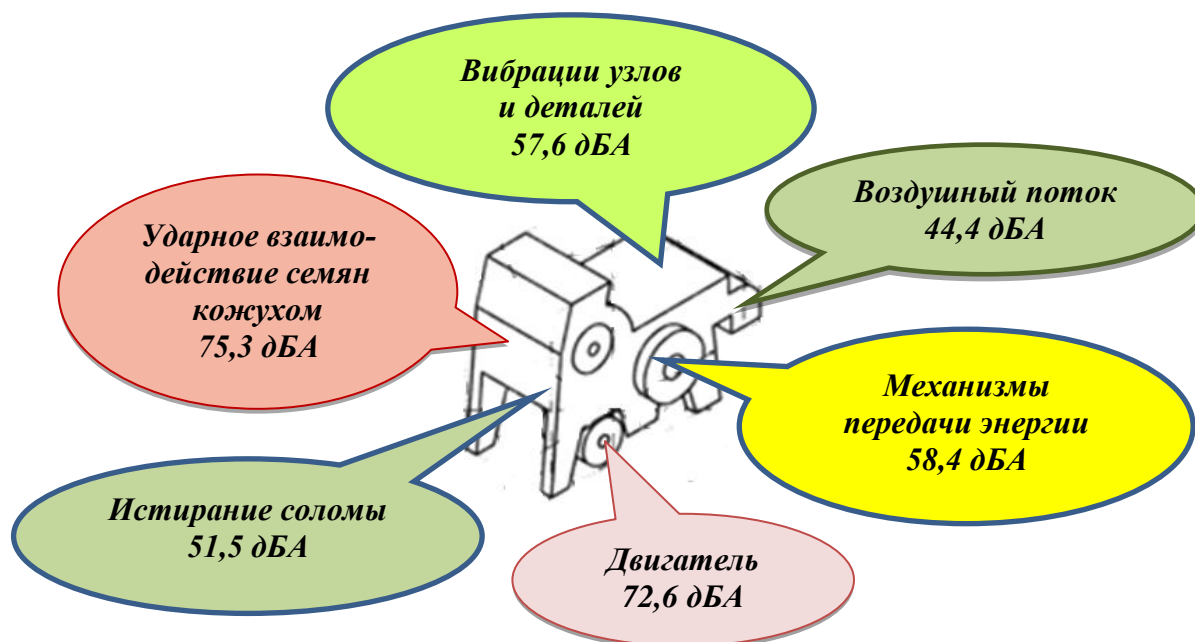 Вибрации узлов
и деталей
57,6 дБА
Воздушный поток
44,4 дБА
Ударное взаимо-
действие семян
кожухом
75,3 дБА
Механизмы
передачи энергии
58,4 дБА
Истирание соломы
51,5 дБА
Двигатель
72,6 дБА